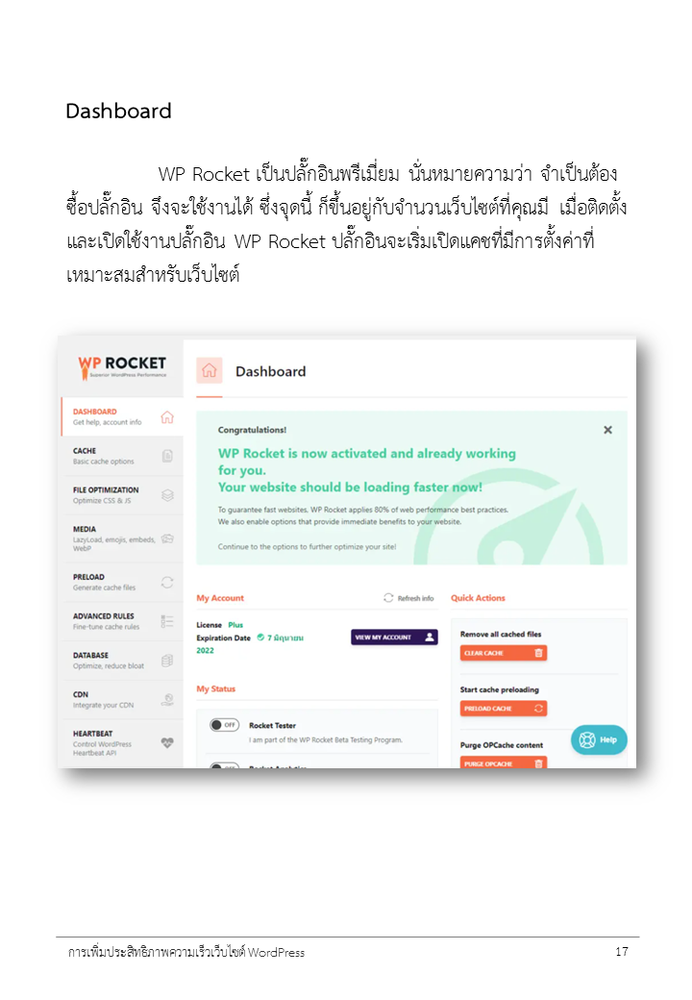 Dashboard
WP Rocket เป็นปลั๊กอินพรีเมี่ยม นั่นหมายความว่า จำเป็นต้อง
ซื้อปลั๊กอิน จึงจะใช้งานได้ ซึ่งจุดนี้ ก็ขึ้นอยู่กับจำนวนเว็บไซต์ที่คุณมี เมื่อติดตั้ง
และเปิดใช้งานปลั๊กอิน WP Rocket ปลั๊กอินจะเริ่มเปิดแคชที่มีการตั้งค่าที่
เหมาะสมสำหรับเว็บไซต์
WP ROCKET
Superior WordPress Performance
DASHBOARD
Get help, account info
CACHE
Basic cache options
FILE OPTIMIZATION
Optimize CSS & JS
MEDIA
LazyLoad, emojis, embeds,
WebP
PRELOAD
Generate cache files
ADVANCED RULES
Fine-tune cache rules
DATABASE
Optimize, reduce bloat
CDN
Integrate your CDN
HEARTBEAT
Control WordPress
Heartbeat API
Dashboard
Congratulations!
WP Rocket is now activated and already working
for you.
Your website should be loading faster now!
To guarantee fast websites, WP Rocket applies 80% of web performance best practices.
We also enable options that provide immediate benefits to your website.
Continue to the options to further optimize your site!
My Account
Refresh info
License Plus
Expiration Date 7 มิถุนายน
2022
VIEW MY ACCOUNT
My Status
OFF
Rocket Tester
I am part of the WP Rocket Beta Testing Program.
OFF
Rocket Analytics
Quick Actions
Remove all cached files
CLEAR CACHE
Start cache preloading
PRELOAD CACHE
Purge OPCache content
PURGE OPCACHE
Help
การเพิ่มประสิทธิภาพความเร็วเว็บไซต์ WordPress
17